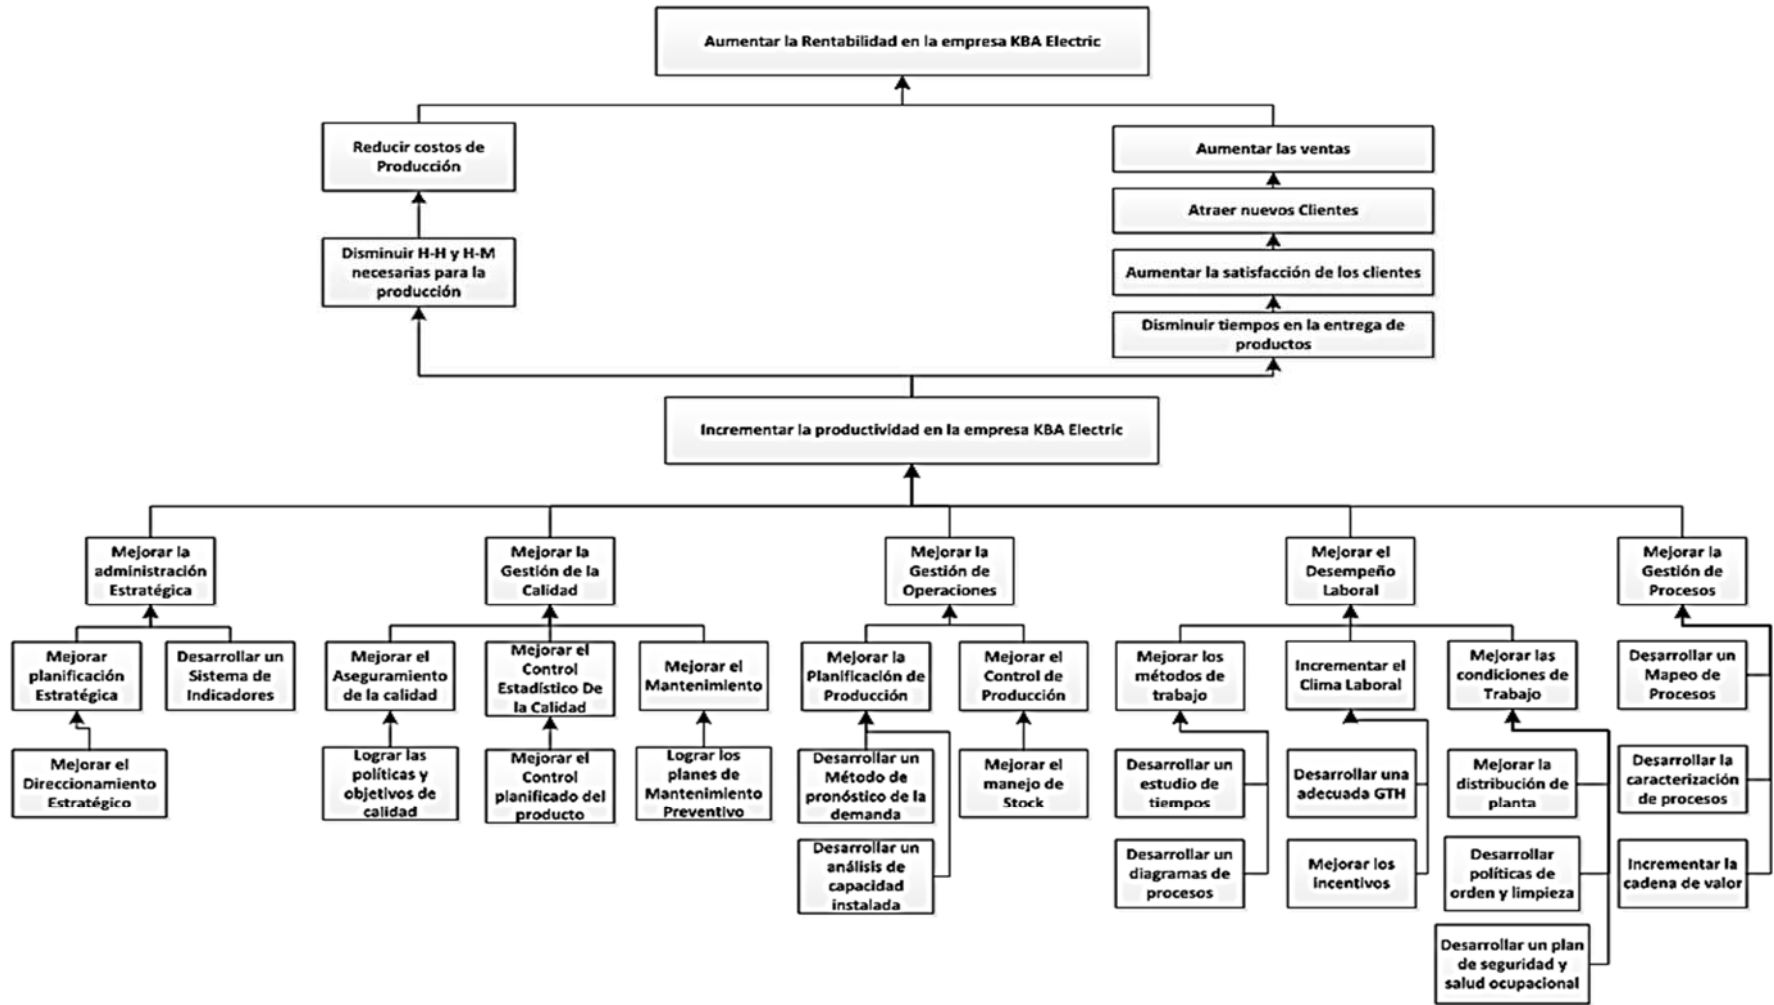 Aumentar la Rentabilidad en la empresa KBA Electric
Reducir costos de
Producción
Aumentar las ventas
Atraer nuevos Clientes
Disminuir H-H y H-M
necesarias para la
producción
Aumentar la satisfacción de los clientes
Disminuir tiempos en la entrega de
productos
Incrementar la productividad en la empresa KBA Electric
Mejorar la
administración
Estratégica
Mejorar la
Gestión de la
Calidad
Mejorar la
Gestión de
Operaciones
Mejorar el
Desempeño
Laboral
Mejorar la
Gestión de
Procesos
Mejorar
planificación
Estratégica
Desarrollar un
Sistema de
Indicadores
Mejorar el
Aseguramiento
de la calidad
Mejorar el
Control
Estadístico De
la Calidad
Mejorar el
Mantenimiento
Mejorar la
Planificación de
Producción
Mejorar el
Control de
Producción
Mejorar los
métodos de
trabajo
Incrementar el
Clima Laboral
Mejorar las
condiciones de
Trabajo
Desarrollar un
Mapeo de
Procesos
Mejorar el
Direccionamiento
Estratégico
Lograr las
políticas y
objetivos de
calidad
Mejorar el
Control
planificado del
producto
Lograr los
planes de
Mantenimiento
Preventivo
Desarrollar un
Método de
pronóstico de la
demanda
Mejorar el
manejo de
Stock
Desarrollar un
estudio de
tiempos
Desarrollar una
adecuada GTH
Mejorar la
distribución de
planta
Desarrollar la
caracterización
de procesos
Desarrollar un
análisis de
capacidad
instalada
Desarrollar un
diagramas de
procesos
Mejorar los
incentivos
Desarrollar
políticas de
orden y limpieza
Incrementar la
cadena de valor
Desarrollar un plan
de seguridad y
salud ocupacional